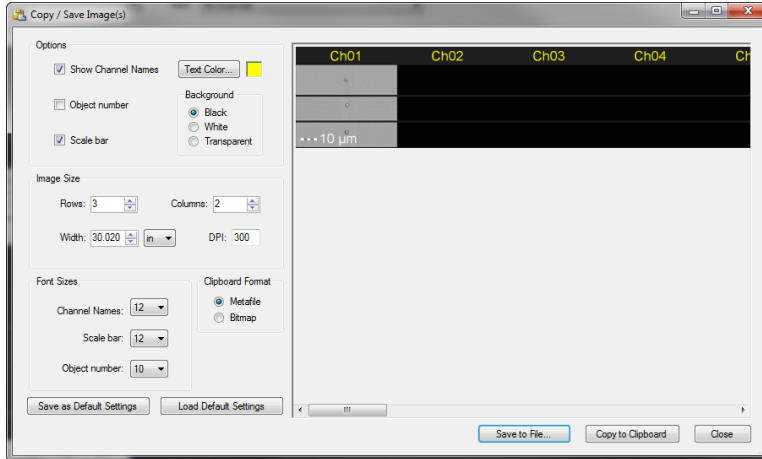 Copy / Save Image(s)
Options
Show Channel Names
Text Color...
Object number
Scale bar
Background
Black
White
Transparent
Image Size
Rows: 3
Columns: 2
Width: 30.020 in
DPI: 300
Font Sizes
Channel Names: 12
Scale bar: 12
Object number: 10
Clipboard Format
Metafile
Bitmap
Save as Default Settings
Load Default Settings
Ch01 Ch02 Ch03 Ch04 Ch
10 µm
Save to File...
Copy to Clipboard
Close